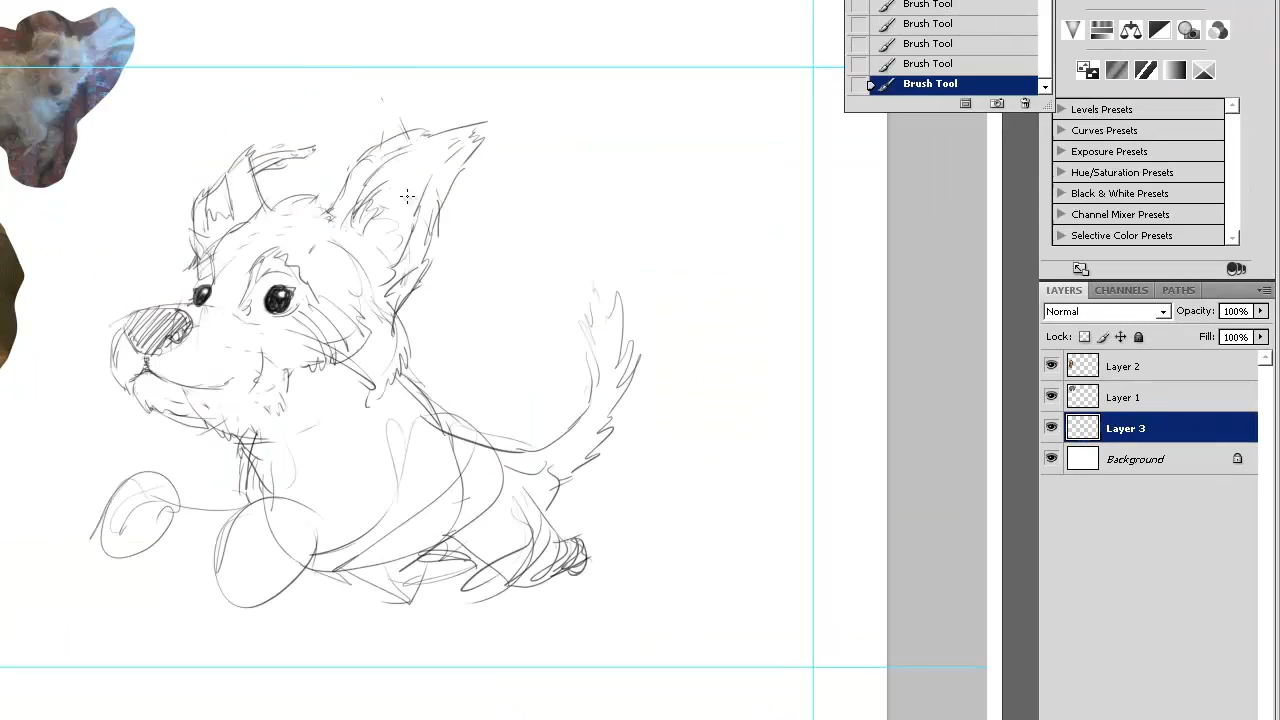 Brush Tool
Brush Tool
Brush Tool
Brush Tool
Brush Tool
Levels Presets
Curves Presets
Exposure Presets
Hue/Saturation Presets
Black & White Presets
Channel Mixer Presets
Selective Color Presets
LAYERS CHANNELS PATHS
Normal Opacity: 100%
Lock: Fill: 100%
Layer 2
Layer 1
Layer 3
Background